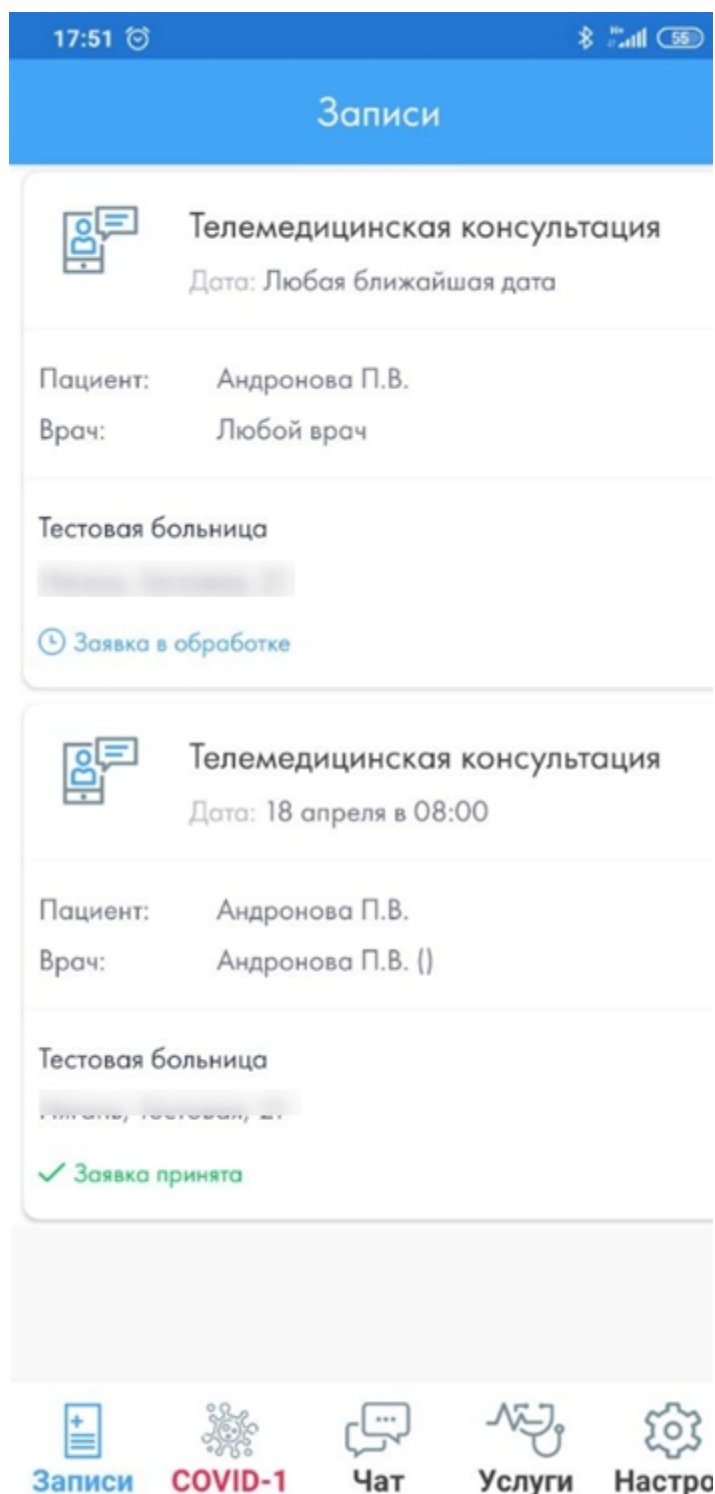 17:51
55
Записи
Телемедицинская консультация
Дата: Любая ближайшая дата
Пациент: Андронова П.В.
Врач: Любой врач
Тестовая больница
Заявка в обработке
Телемедицинская консультация
Дата: 18 апреля в 08:00
Пациент: Андронова П.В.
Врач: Андронова П.В. ()
Тестовая больница
Заявка принята
Записи COVID-1 Чат Услуги Настро